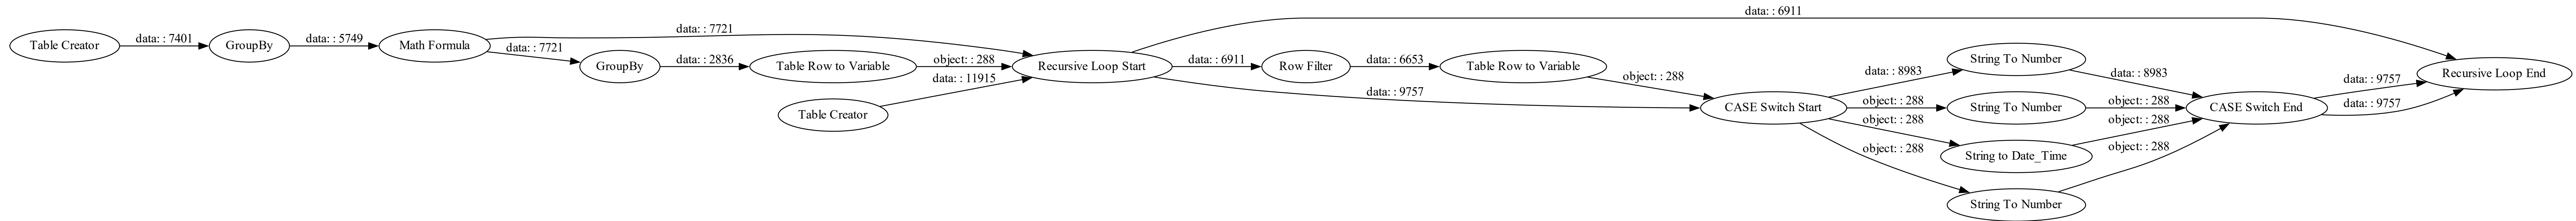 Table Creator
data: : 7401
GroupBy
data: : 5749
Math Formula
data: : 7721
data: : 7721
GroupBy
data: : 2836
Table Row to Variable
object: : 288
data: : 11915
Table Creator
Recursive Loop Start
data: : 6911
data: : 6911
Row Filter
data: : 6653
Table Row to Variable
object: : 288
data: : 9757
CASE Switch Start
data: : 8983
String To Number
data: : 8983
object: : 288
String To Number
object: : 288
object: : 288
String to Date_Time
object: : 288
object: : 288
String To Number
object: : 288
CASE Switch End
data: : 9757
data: : 9757
Recursive Loop End